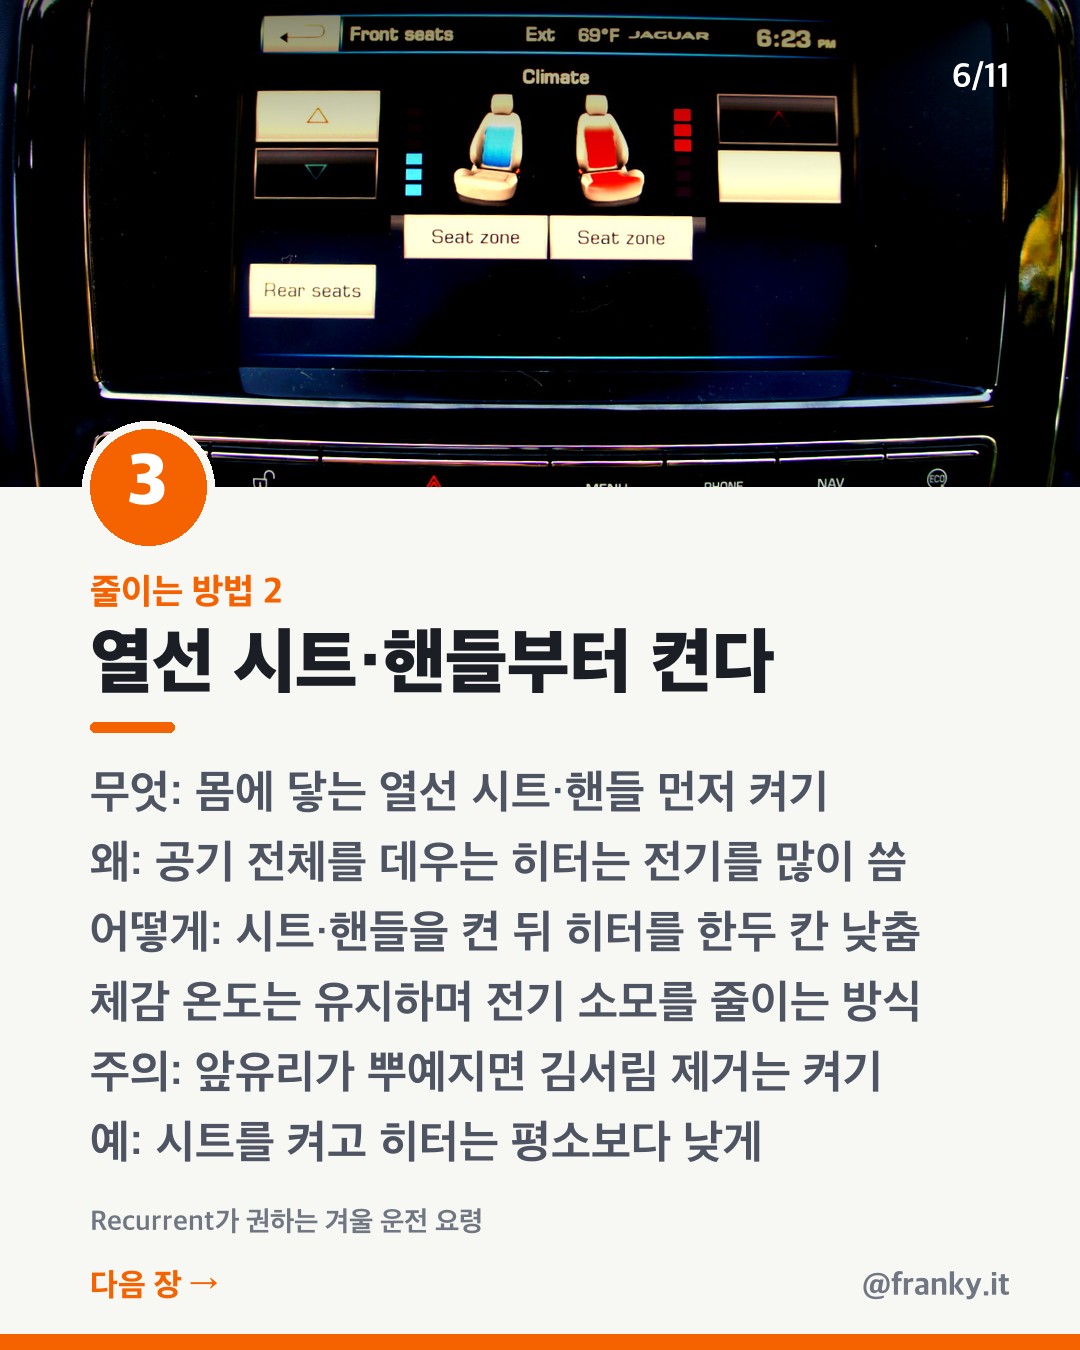 Front seats Ext 69°F JAGUAR 6:23 PM
6/11
Climate
Seat zone Seat zone
Rear seats
MENU PHONE NAV ECO
3
줄이는 방법 2
열선 시트·핸들부터 켠다
무엇: 몸에 닿는 열선 시트·핸들 먼저 켜기
왜: 공기 전체를 데우는 히터는 전기를 많이 씀
어떻게: 시트·핸들을 켠 뒤 히터를 한두 칸 낮춤
체감 온도는 유지하며 전기 소모를 줄이는 방식
주의: 앞유리가 뿌예지면 김서림 제거는 켜기
예: 시트를 켜고 히터는 평소보다 낮게
Recurrent가 권하는 겨울 운전 요령
다음 장 →
@franky.it